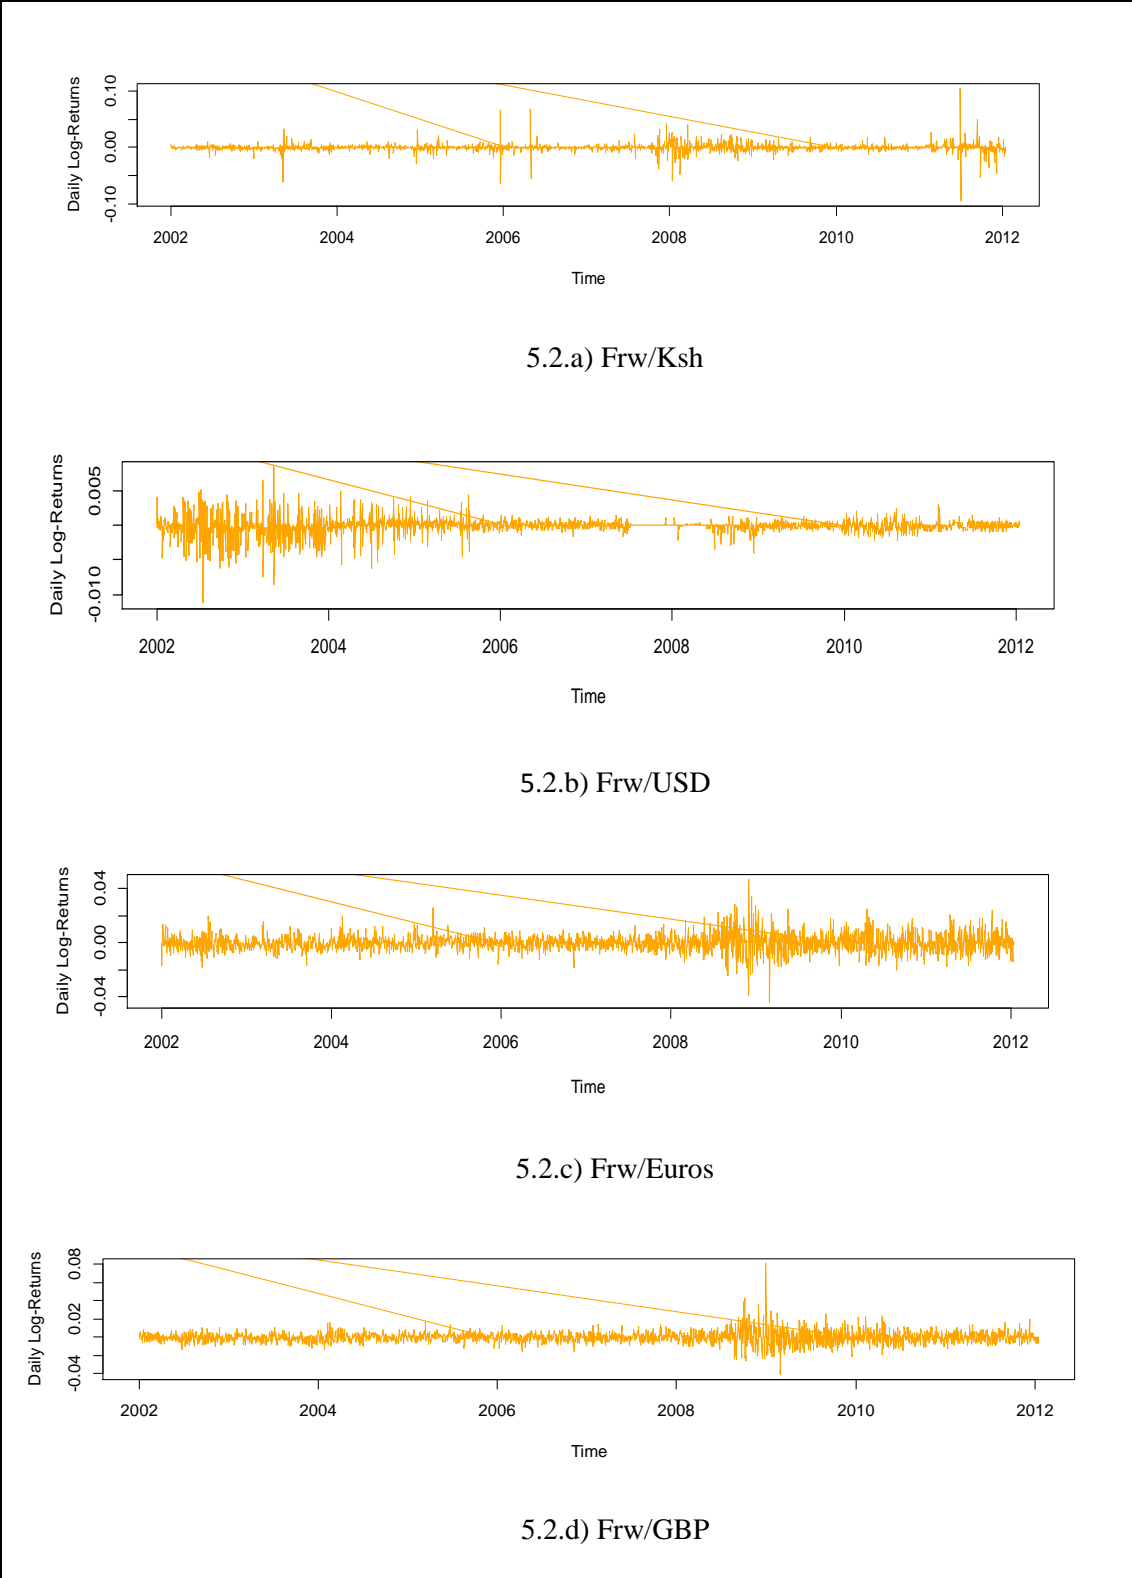 Daily Log-Returns
0.10
0.00
-0.10
2002 2004 2006 2008 2010 2012
Time
5.2.a) Frw/Ksh
Daily Log-Returns
0.005
-0.010
2002 2004 2006 2008 2010 2012
Time
5.2.b) Frw/USD
Daily Log-Returns
0.04
0.00
-0.04
2002 2004 2006 2008 2010 2012
Time
5.2.c) Frw/Euros
Daily Log-Returns
0.08
0.02
-0.04
2002 2004 2006 2008 2010 2012
Time
5.2.d) Frw/GBP